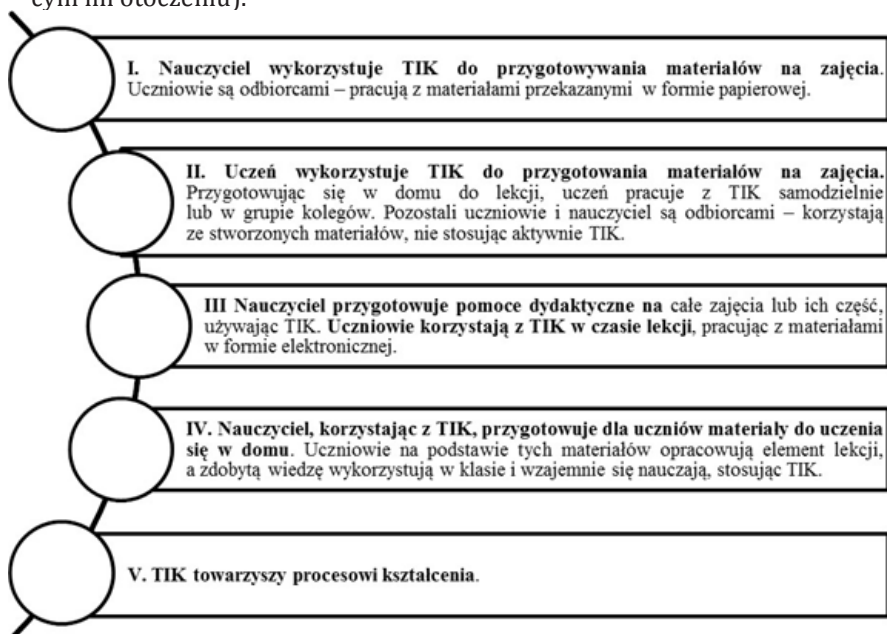 I. Nauczyciel wykorzystuje TIK do przygotowywania materiałów na zajęcia.
Uczniowie są odbiorcami – pracują z materiałami przekazanymi w formie papierowej.
II. Uczeń wykorzystuje TIK do przygotowania materiałów na zajęcia.
Przygotowując się w domu do lekcji, uczeń pracuje z TIK samodzielnie
lub w grupie kolegów. Pozostali uczniowie i nauczyciel są odbiorcami – korzystają
ze stworzonych materiałów, nie stosując aktywnie TIK.
III Nauczyciel przygotowuje pomoce dydaktyczne na całe zajęcia lub ich część,
używając TIK. Uczniowie korzystają z TIK w czasie lekcji, pracując z materiałami
w formie elektronicznej.
IV. Nauczyciel, korzystając z TIK, przygotowuje dla uczniów materiały do uczenia
się w domu. Uczniowie na podstawie tych materiałów opracowują element lekcji,
a zdobytą wiedzę wykorzystują w klasie i wzajemnie się nauczają, stosując TIK.
V. TIK towarzyszy procesowi kształcenia.